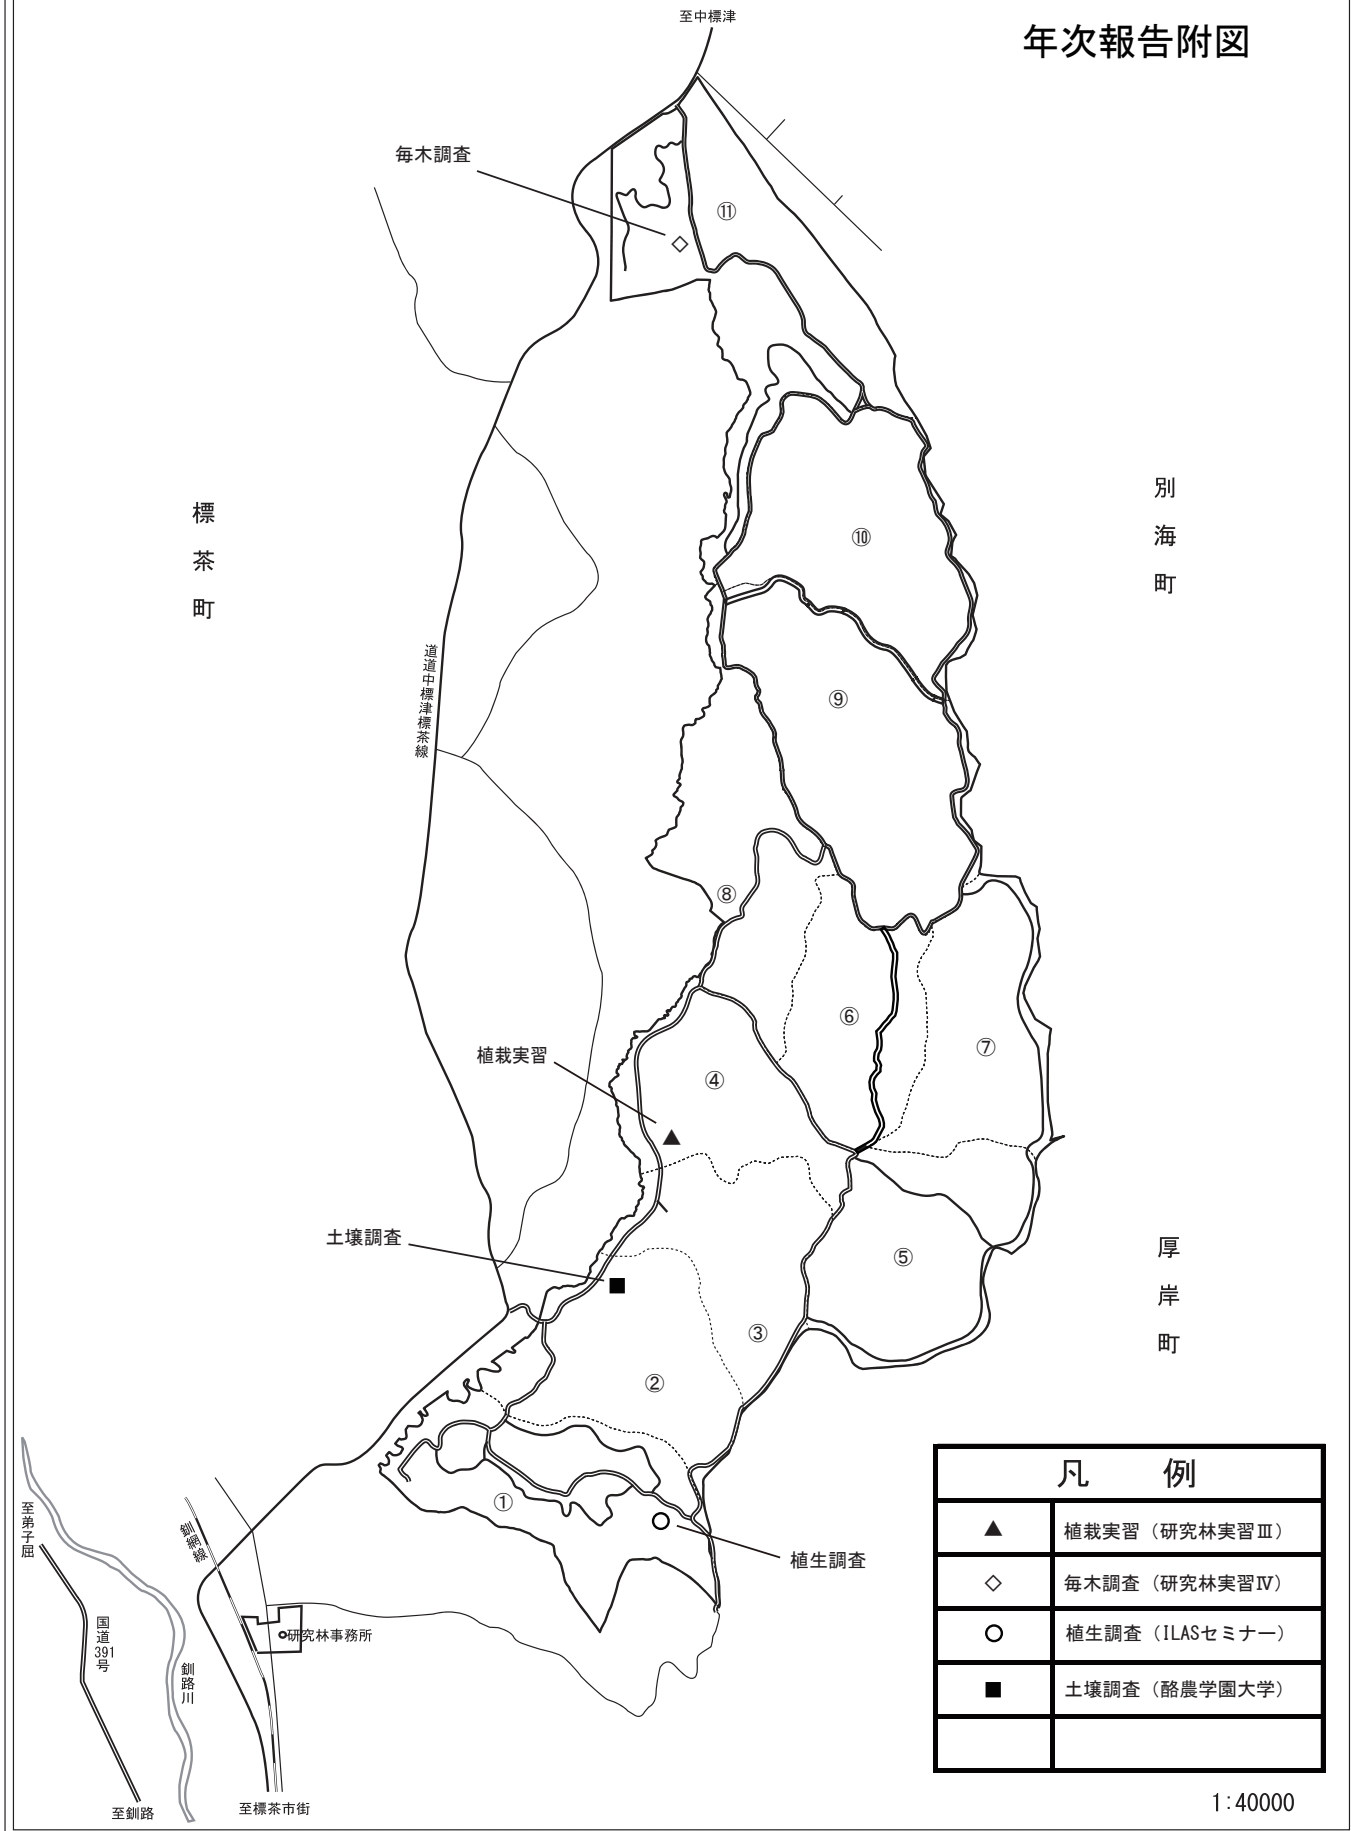 至中標津
年次報告附図
毎木調査
⑪
標茶町
別海町
⑩
道道中標津標茶線
⑨
⑧
⑥
⑦
植栽実習
④
土壌調査
⑤
厚岸町
③
②
①
植生調査
至弟子屈
釧網線
国道391号
釧路川
研究林事務所
至釧路
至標茶市街
凡 例
▲ 植栽実習（研究林実習Ⅲ）
◇ 毎木調査（研究林実習Ⅳ）
○ 植生調査（ILASセミナー）
■ 土壌調査（酪農学園大学）
1:40000